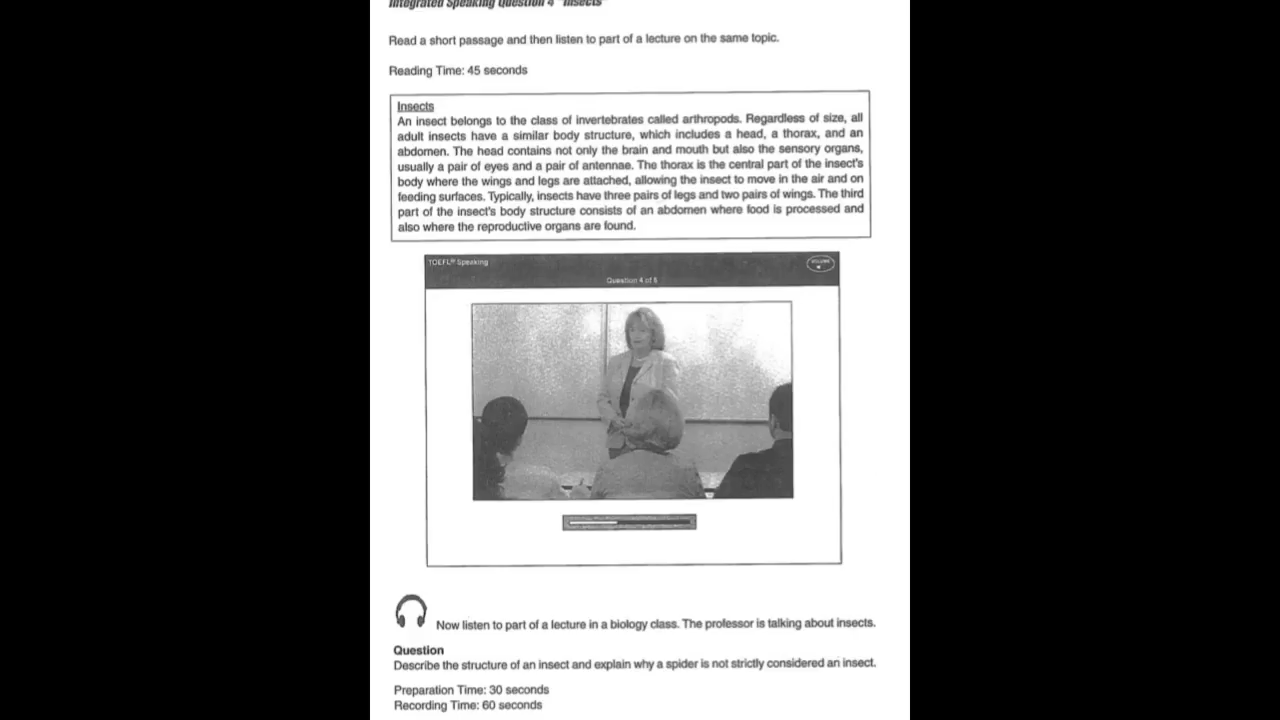 Integrated Speaking Question 4 "Insects"
Read a short passage and then listen to part of a lecture on the same topic.
Reading Time: 45 seconds
Insects
An insect belongs to the class of invertebrates called arthropods. Regardless of size, all
adult insects have a similar body structure, which includes a head, a thorax, and an
abdomen. The head contains not only the brain and mouth but also the sensory organs,
usually a pair of eyes and a pair of antennae. The thorax is the central part of the insect's
body where the wings and legs are attached, allowing the insect to move in the air and on
feeding surfaces. Typically, insects have three pairs of legs and two pairs of wings. The third
part of the insect's body structure consists of an abdomen where food is processed and
also where the reproductive organs are found.
TOEFL® Speaking
VOLUME
Question 4 of 6
Now listen to part of a lecture in a biology class. The professor is talking about insects.
Question
Describe the structure of an insect and explain why a spider is not strictly considered an insect.
Preparation Time: 30 seconds
Recording Time: 60 seconds